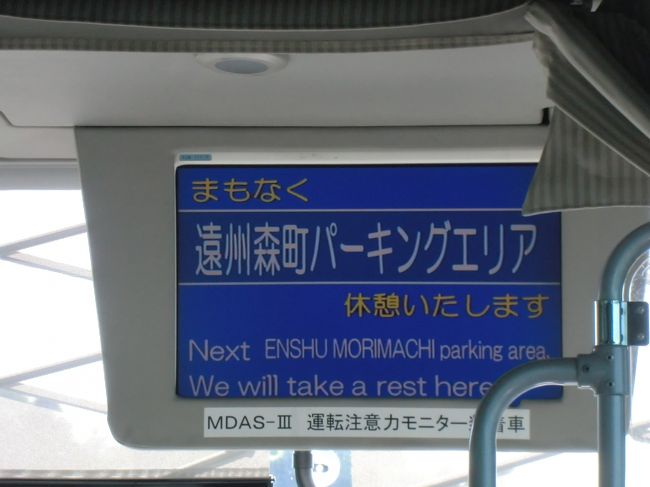 まもなく
遠州森町パーキングエリア
休憩いたします
Next ENSHU MORIMACHI parking area.
We will take a rest here
MDAS-Ⅲ 運転注意力モニター 着車